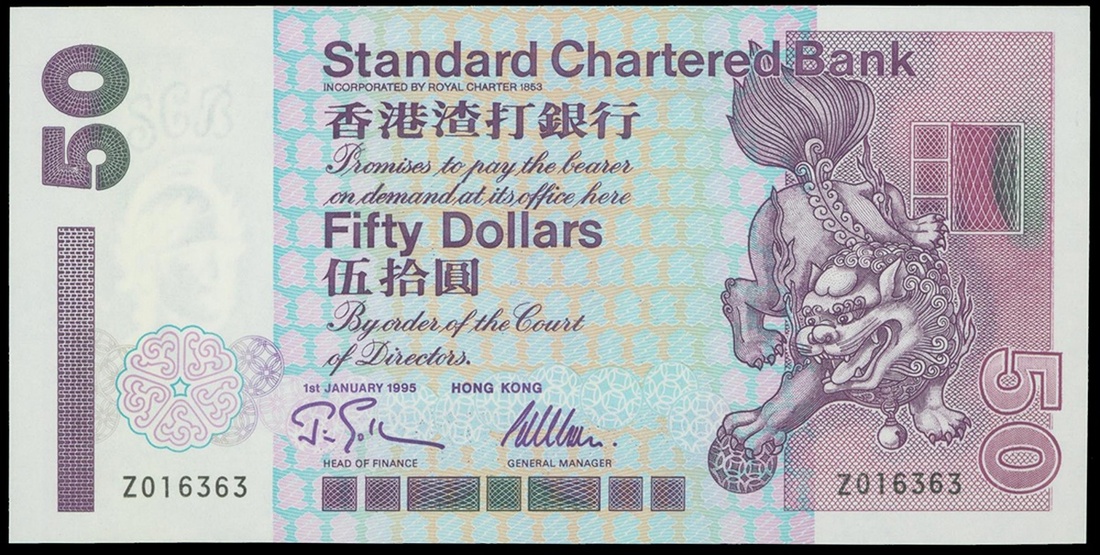 50
Standard Chartered Bank
INCORPORATED BY ROYAL CHARTER 1853
香港渣打銀行
Promises to pay the bearer
on demand at its office here
Fifty Dollars
伍拾圓
By order of the Court
of Directors.
1st JANUARY 1995 HONG KONG
HEAD OF FINANCE GENERAL MANAGER
Z016363 Z016363
50